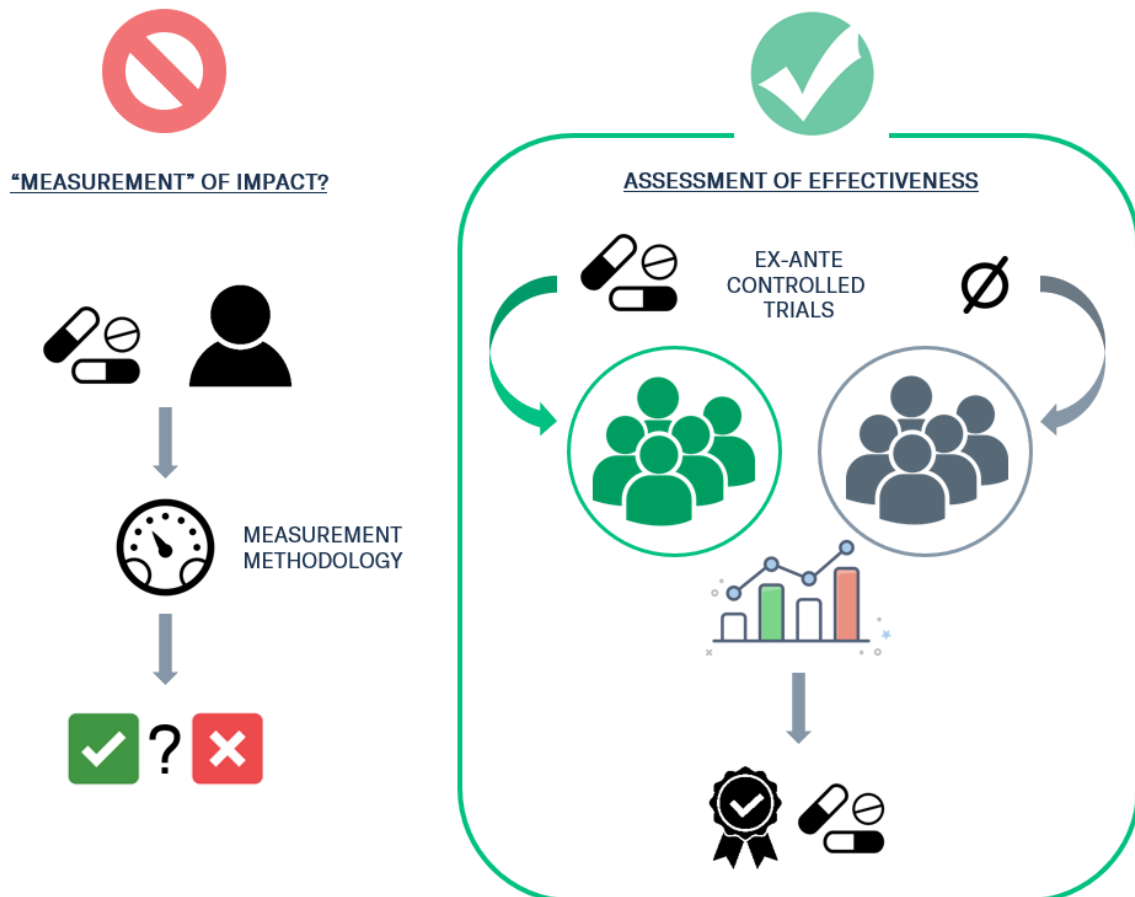 “MEASUREMENT” OF IMPACT?
MEASUREMENT
METHODOLOGY
?
ASSESSMENT OF EFFECTIVENESS
EX-ANTE
CONTROLLED
TRIALS
Ø